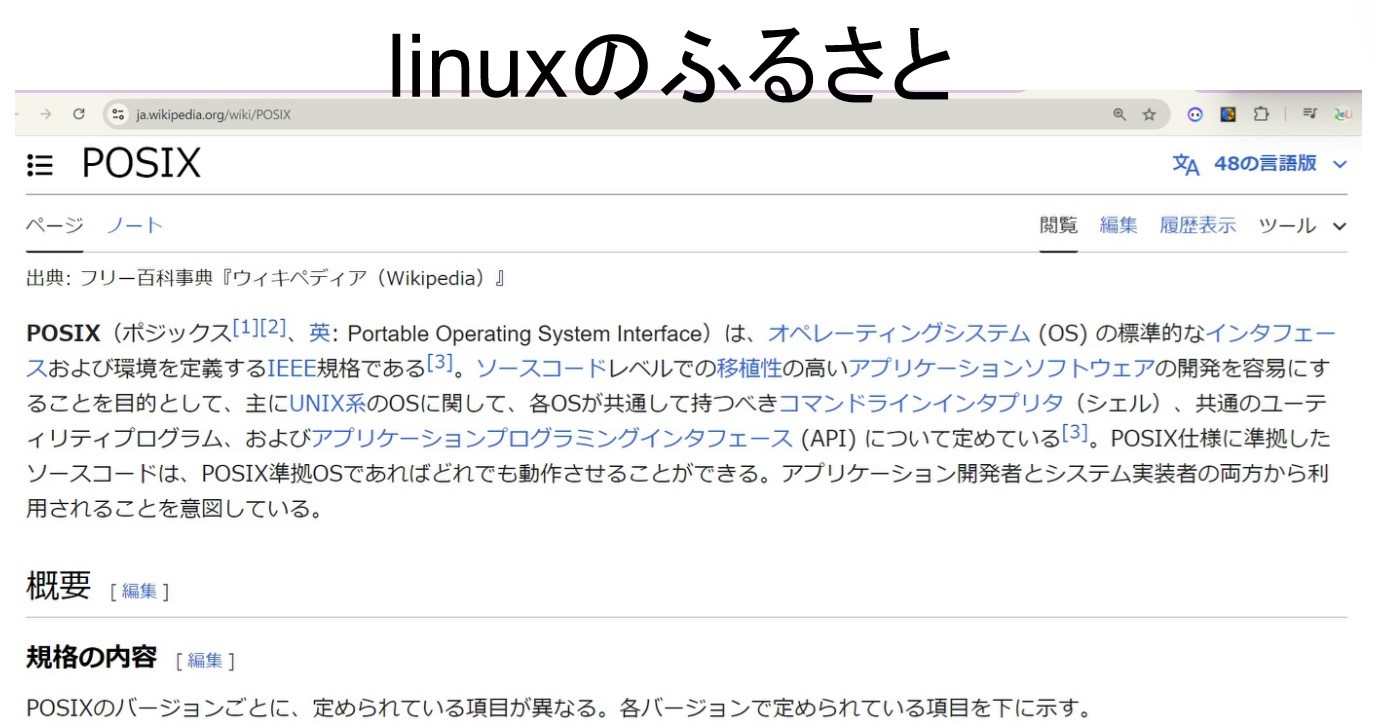 linuxのふるさと
ja.wikipedia.org/wiki/POSIX
POSIX
文A 48の言語版
ページ ノート 閲覧 編集 履歴表示 ツール
出典: フリー百科事典『ウィキペディア（Wikipedia）』
POSIX（ポジックス[1][2]、英: Portable Operating System Interface）は、オペレーティングシステム (OS) の標準的なインタフェー
スおよび環境を定義するIEEE規格である[3]。ソースコードレベルでの移植性の高いアプリケーションソフトウェアの開発を容易にす
ることを目的として、主にUNIX系のOSに関して、各OSが共通して持つべきコマンドラインインタプリタ（シェル）、共通のユーテ
ィリティプログラム、およびアプリケーションプログラミングインタフェース (API) について定めている[3]。POSIX仕様に準拠した
ソースコードは、POSIX準拠OSであればどれでも動作させることができる。アプリケーション開発者とシステム実装者の両方から利
用されることを意図している。
概要 [ 編集 ]
規格の内容 [ 編集 ]
POSIXのバージョンごとに、定められている項目が異なる。各バージョンで定められている項目を下に示す。